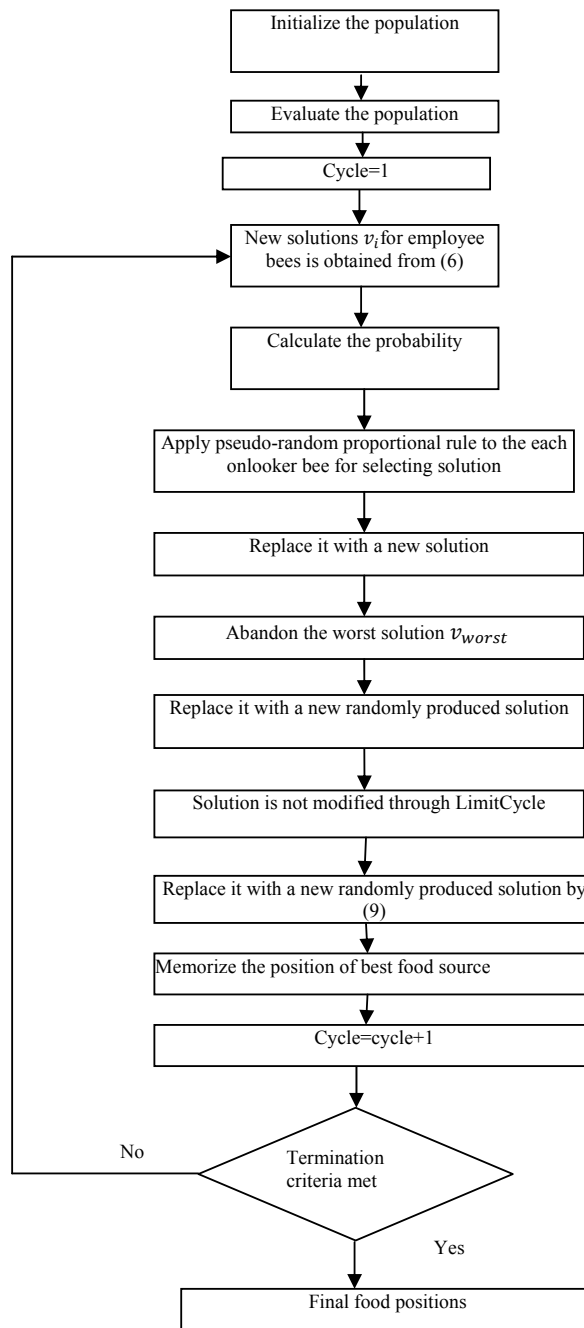 Initialize the population
Evaluate the population
Cycle=1
New solutions v_i for employee
bees is obtained from (6)
Calculate the probability
Apply pseudo-random proportional rule to the each
onlooker bee for selecting solution
Replace it with a new solution
Abandon the worst solution v_worst
Replace it with a new randomly produced solution
Solution is not modified through LimitCycle
Replace it with a new randomly produced solution by
(9)
Memorize the position of best food source
Cycle=cycle+1
No
Termination
criteria met
Yes
Final food positions